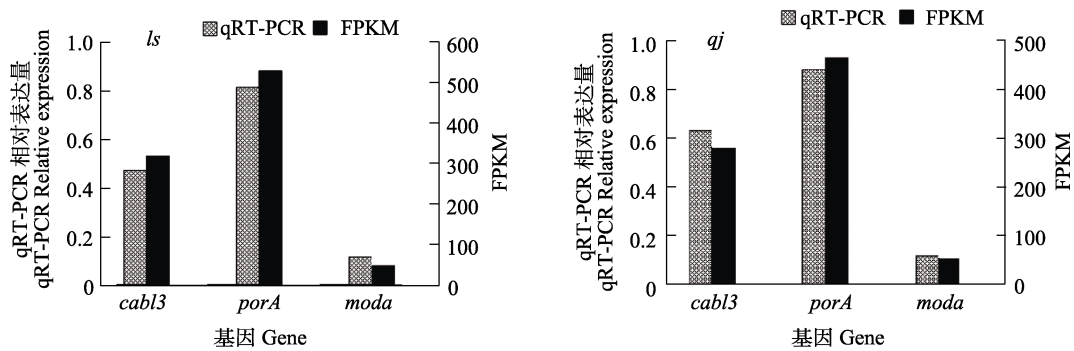 ls
qRT-PCR
FPKM
qRT-PCR 相对表达量
qRT-PCR Relative expression
1.0
0.8
0.6
0.4
0.2
0
600
500
400
300
200
100
0
FPKM
cabl3
porA
moda
基因 Gene
qj
qRT-PCR
FPKM
qRT-PCR 相对表达量
qRT-PCR Relative expression
1.0
0.8
0.6
0.4
0.2
0
500
400
300
200
100
0
FPKM
cabl3
porA
moda
基因 Gene